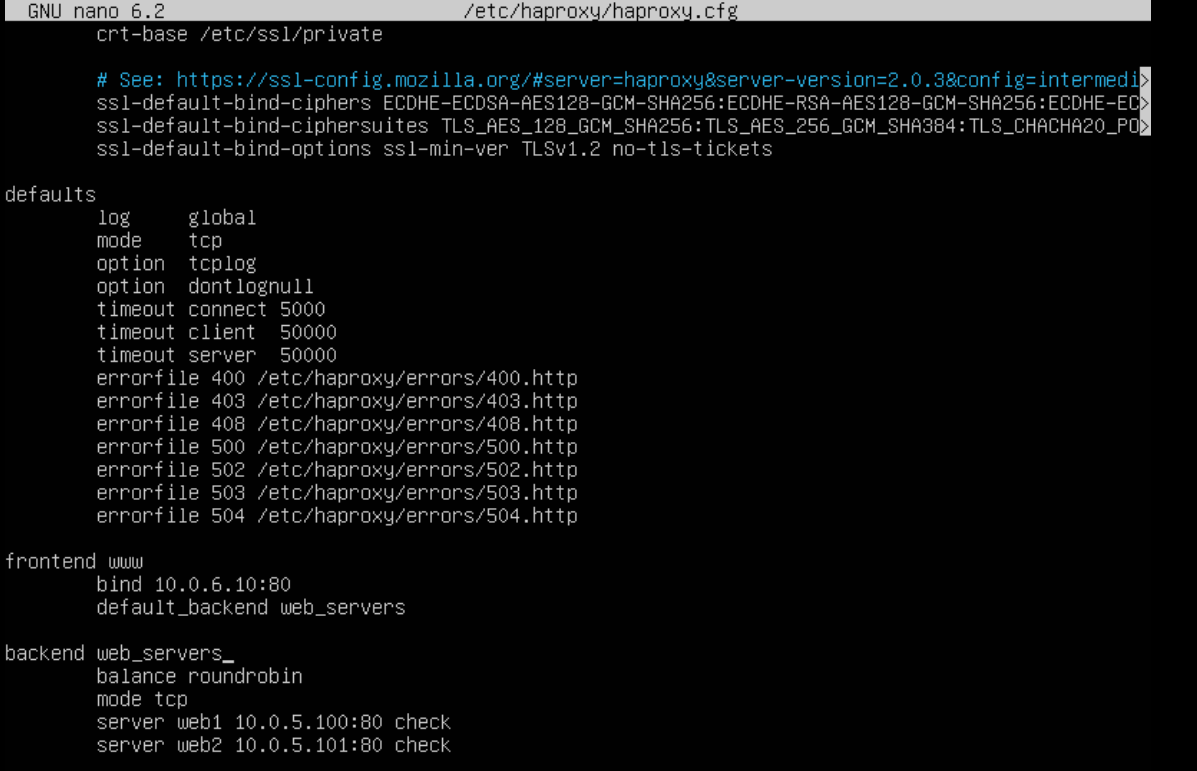 GNU nano 6.2 /etc/haproxy/haproxy.cfg
crt-base /etc/ssl/private
# See: https://ssl-config.mozilla.org/#server=haproxy&server-version=2.0.3&config=intermedi>
ssl-default-bind-ciphers ECDHE-ECDSA-AES128-GCM-SHA256:ECDHE-RSA-AES128-GCM-SHA256:ECDHE-EC>
ssl-default-bind-ciphersuites TLS_AES_128_GCM_SHA256:TLS_AES_256_GCM_SHA384:TLS_CHACHA20_PO>
ssl-default-bind-options ssl-min-ver TLSv1.2 no-tls-tickets
defaults
log global
mode tcp
option tcplog
option dontlognull
timeout connect 5000
timeout client 50000
timeout server 50000
errorfile 400 /etc/haproxy/errors/400.http
errorfile 403 /etc/haproxy/errors/403.http
errorfile 408 /etc/haproxy/errors/408.http
errorfile 500 /etc/haproxy/errors/500.http
errorfile 502 /etc/haproxy/errors/502.http
errorfile 503 /etc/haproxy/errors/503.http
errorfile 504 /etc/haproxy/errors/504.http
frontend www
bind 10.0.6.10:80
default_backend web_servers
backend web_servers
balance roundrobin
mode tcp
server web1 10.0.5.100:80 check
server web2 10.0.5.101:80 check